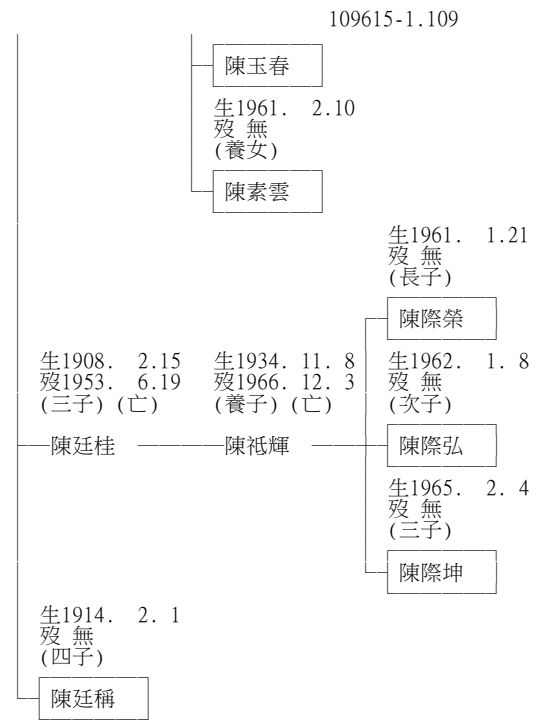 109615-1.109
陳玉春
生1961. 2.10
歿 無
(養女)
陳素雲
生1961. 1.21
歿 無
(長子)
陳際榮
生1908. 2.15 生1934. 11. 8 生1962. 1. 8
歿1953. 6.19 歿1966. 12. 3 歿 無
(三子)(亡) (養子)(亡) (次子)
陳廷桂 陳祇輝 陳際弘
生1965. 2. 4
歿 無
(三子)
陳際坤
生1914. 2. 1
歿 無
(四子)
陳廷稱